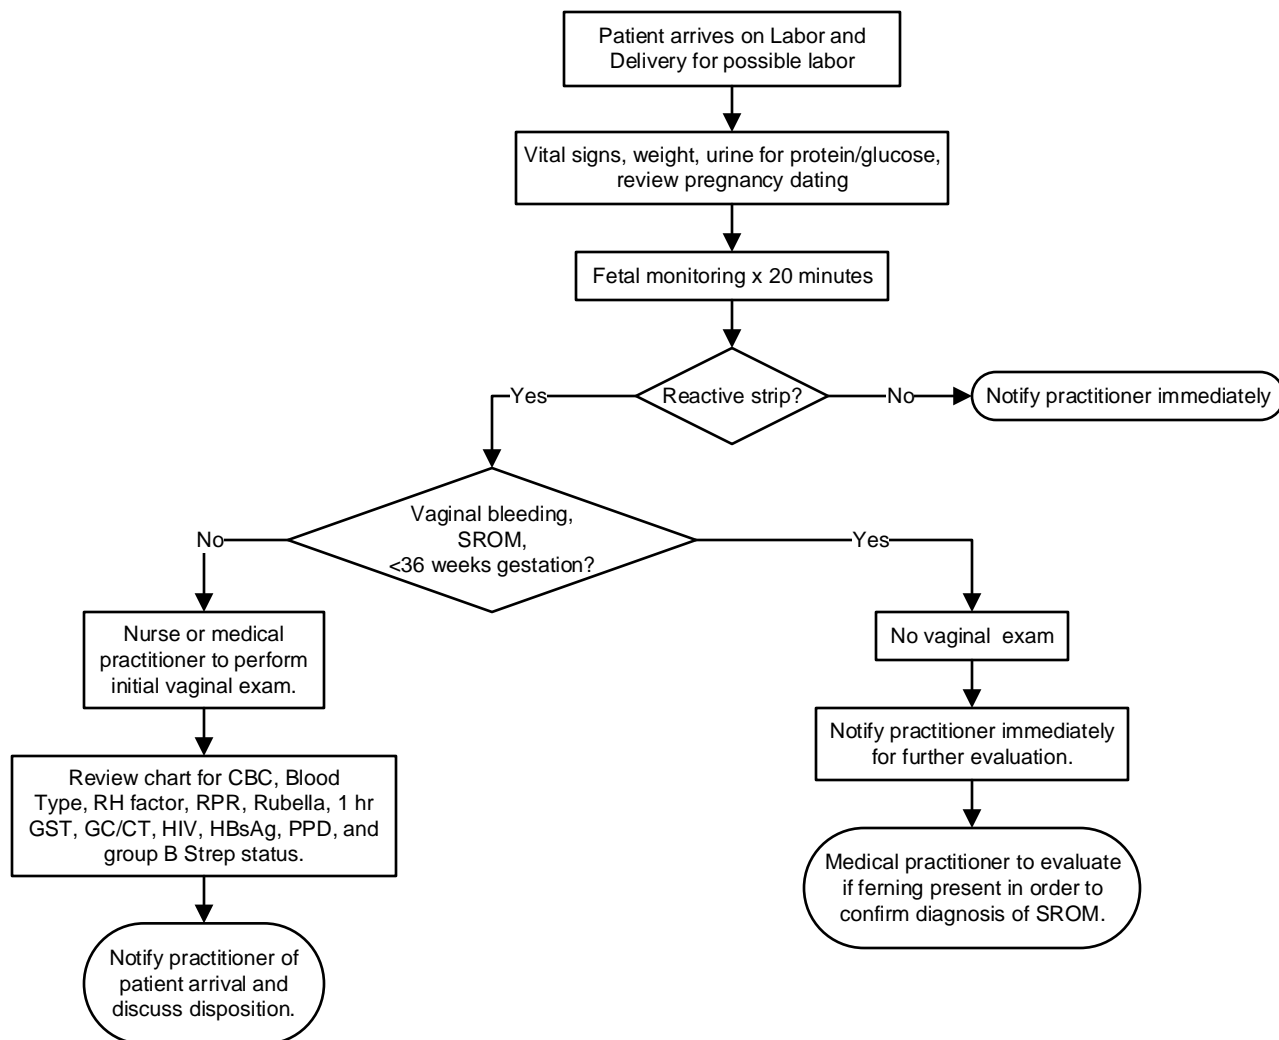 Patient arrives on Labor and
Delivery for possible labor
Vital signs, weight, urine for protein/glucose,
review pregnancy dating
Fetal monitoring x 20 minutes
Reactive strip?
Yes
No
Notify practitioner immediately
Vaginal bleeding,
SROM,
<36 weeks gestation?
No
Yes
Nurse or medical
practitioner to perform
initial vaginal exam.
No vaginal  exam
Review chart for CBC, Blood
Type, RH factor, RPR, Rubella, 1 hr
GST, GC/CT, HIV, HBsAg, PPD, and
group B Strep status.
Notify practitioner immediately
for further evaluation.
Notify practitioner of
patient arrival and
discuss disposition.
Medical practitioner to evaluate
if ferning present in order to
confirm diagnosis of SROM.